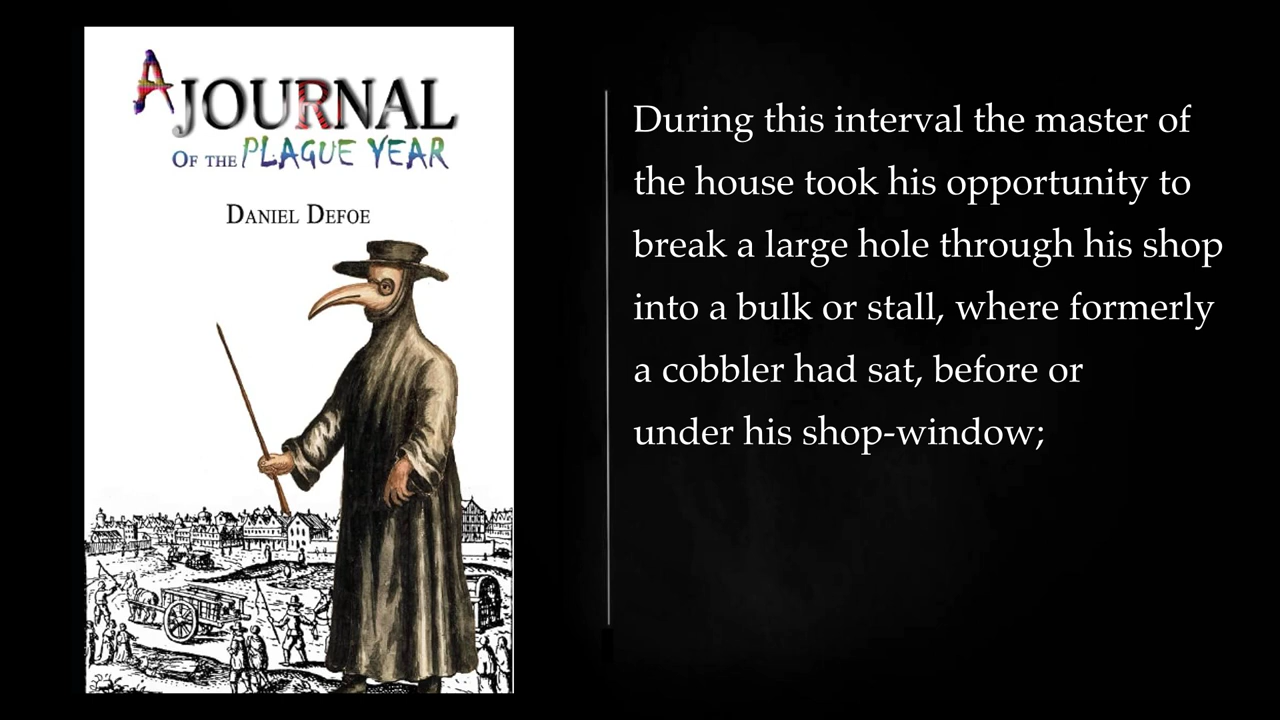 A JOURNAL
OF THE PLAGUE YEAR
DANIEL DEFOE
During this interval the master of
the house took his opportunity to
break a large hole through his shop
into a bulk or stall, where formerly
a cobbler had sat, before or
under his shop-window;